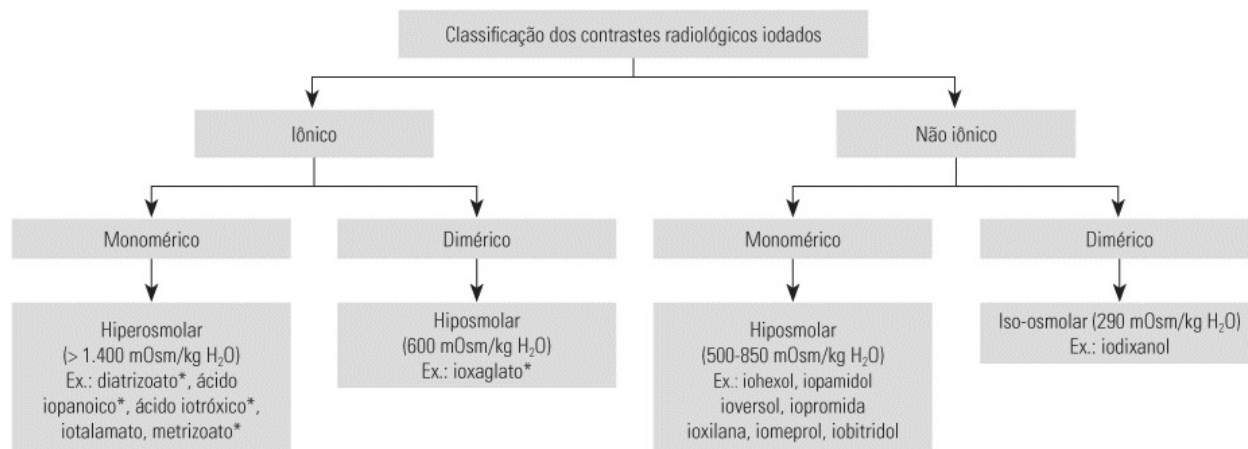 Classificação dos contrastes radiológicos iodados
Iônico
Não iônico
Monomérico
Dimérico
Monomérico
Dimérico
Hiperosmolar
(> 1.400 mOsm/kg H₂O)
Ex.: diatrizoato*, ácido
iopanoico*, ácido iotróxico*,
iotalamato, metrizoato*
Hiposmolar
(600 mOsm/kg H₂O)
Ex.: ioxaglato*
Hiposmolar
(500-850 mOsm/kg H₂O)
Ex.: iohexol, iopamidol
ioversol, iopromida
ioxilana, iomeprol, iobitridol
Iso-osmolar (290 mOsm/kg H₂O)
Ex.: iodixanol